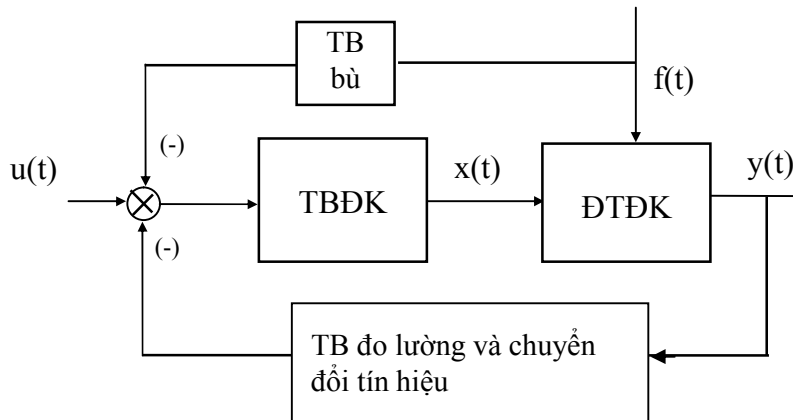 TB
bù
f(t)
(-)
u(t)
TBĐK
x(t)
ĐTĐK
y(t)
(-)
TB đo lường và chuyển
đổi tín hiệu